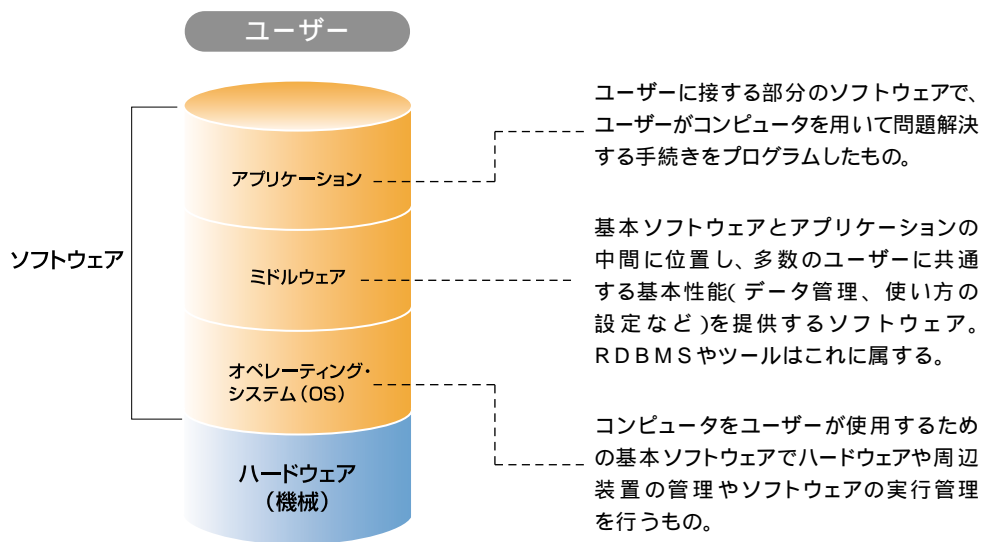 ユーザー
ソフトウェア
アプリケーション
ミドルウェア
オペレーティング・
システム（OS）
ハードウェア
（機械）
ユーザーに接する部分のソフトウェアで、
ユーザーがコンピュータを用いて問題解決
する手続きをプログラムしたもの。
基本ソフトウェアとアプリケーションの
中間に位置し、多数のユーザーに共通
する基本性能(データ管理、使い方の
設定など)を提供するソフトウェア。
RDBMSやツールはこれに属する。
コンピュータをユーザーが使用するため
の基本ソフトウェアでハードウェアや周辺
装置の管理やソフトウェアの実行管理
を行うもの。